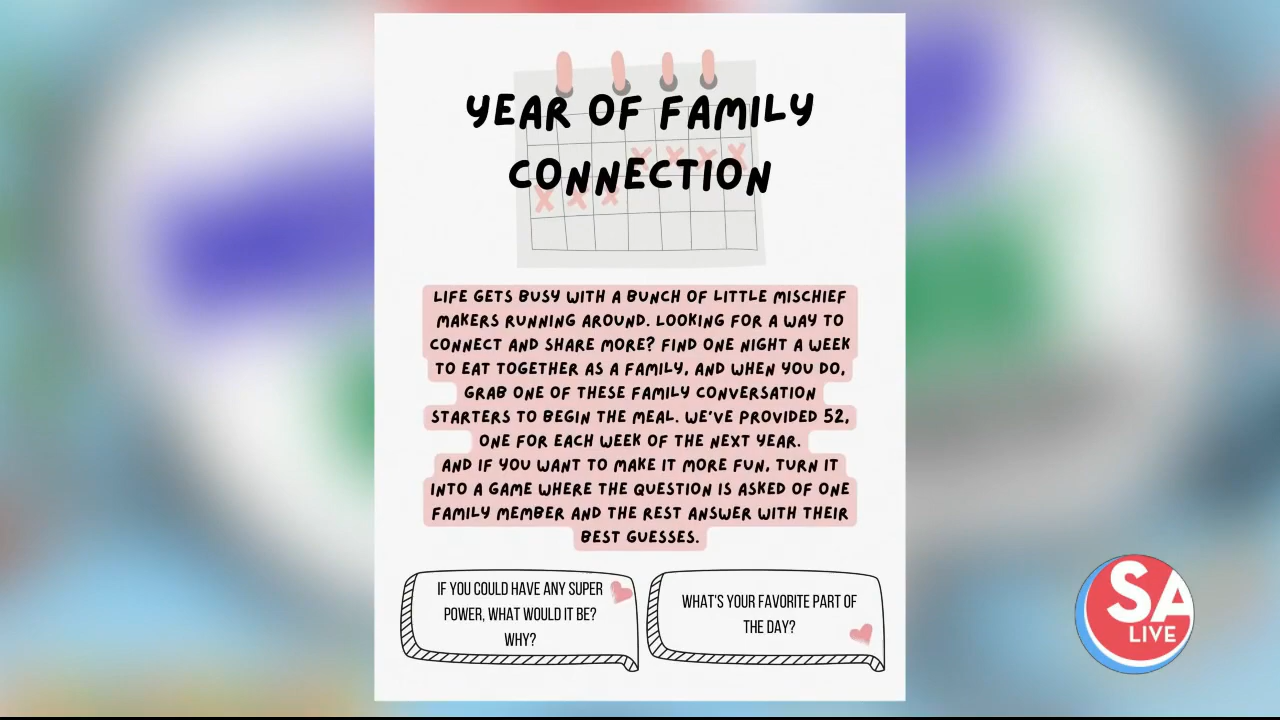 YEAR OF FAMILY
CONNECTION
LIFE GETS BUSY WITH A BUNCH OF LITTLE MISCHIEF
MAKERS RUNNING AROUND. LOOKING FOR A WAY TO
CONNECT AND SHARE MORE? FIND ONE NIGHT A WEEK
TO EAT TOGETHER AS A FAMILY, AND WHEN YOU DO,
GRAB ONE OF THESE FAMILY CONVERSATION
STARTERS TO BEGIN THE MEAL. WE'VE PROVIDED 52,
ONE FOR EACH WEEK OF THE NEXT YEAR.
AND IF YOU WANT TO MAKE IT MORE FUN, TURN IT
INTO A GAME WHERE THE QUESTION IS ASKED OF ONE
FAMILY MEMBER AND THE REST ANSWER WITH THEIR
BEST GUESSES.
IF YOU COULD HAVE ANY SUPER
POWER, WHAT WOULD IT BE?
WHY?
WHAT'S YOUR FAVORITE PART OF
THE DAY?
SA
LIVE